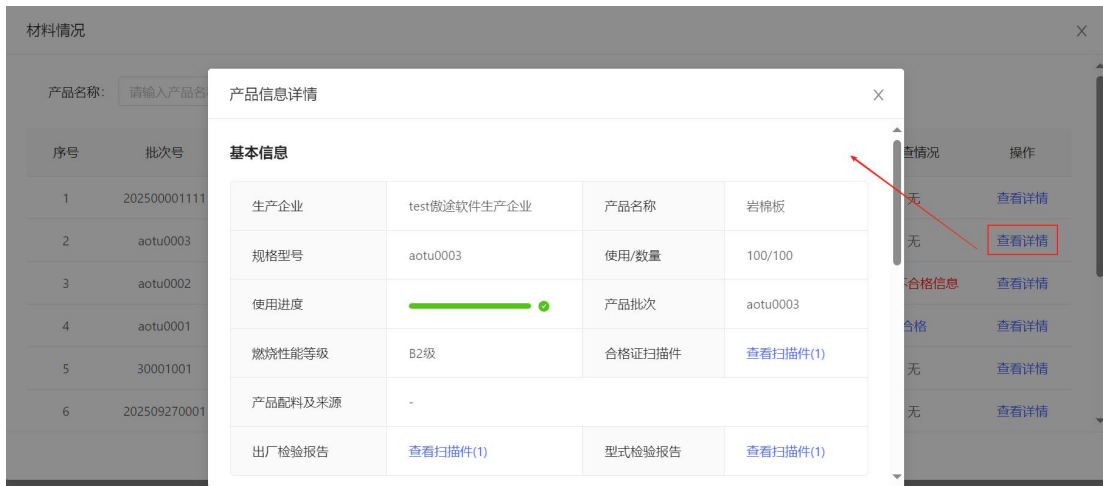 材料情况
产品名称： 请输入产品名
产品信息详情
序号 批次号 查情况 操作
基本信息
1 202500001111 无 查看详情
生产企业 test傲途软件生产企业 产品名称 岩棉板
2 aotu0003 无 查看详情
规格型号 aotu0003 使用/数量 100/100
3 aotu0002 合格信息 查看详情
使用进度 产品批次 aotu0003
4 aotu0001 合格 查看详情
燃烧性能等级 B2级 合格证扫描件 查看扫描件(1)
5 30001001 无 查看详情
产品配料及来源 -
6 202509270001 无 查看详情
出厂检验报告 查看扫描件(1) 型式检验报告 查看扫描件(1)